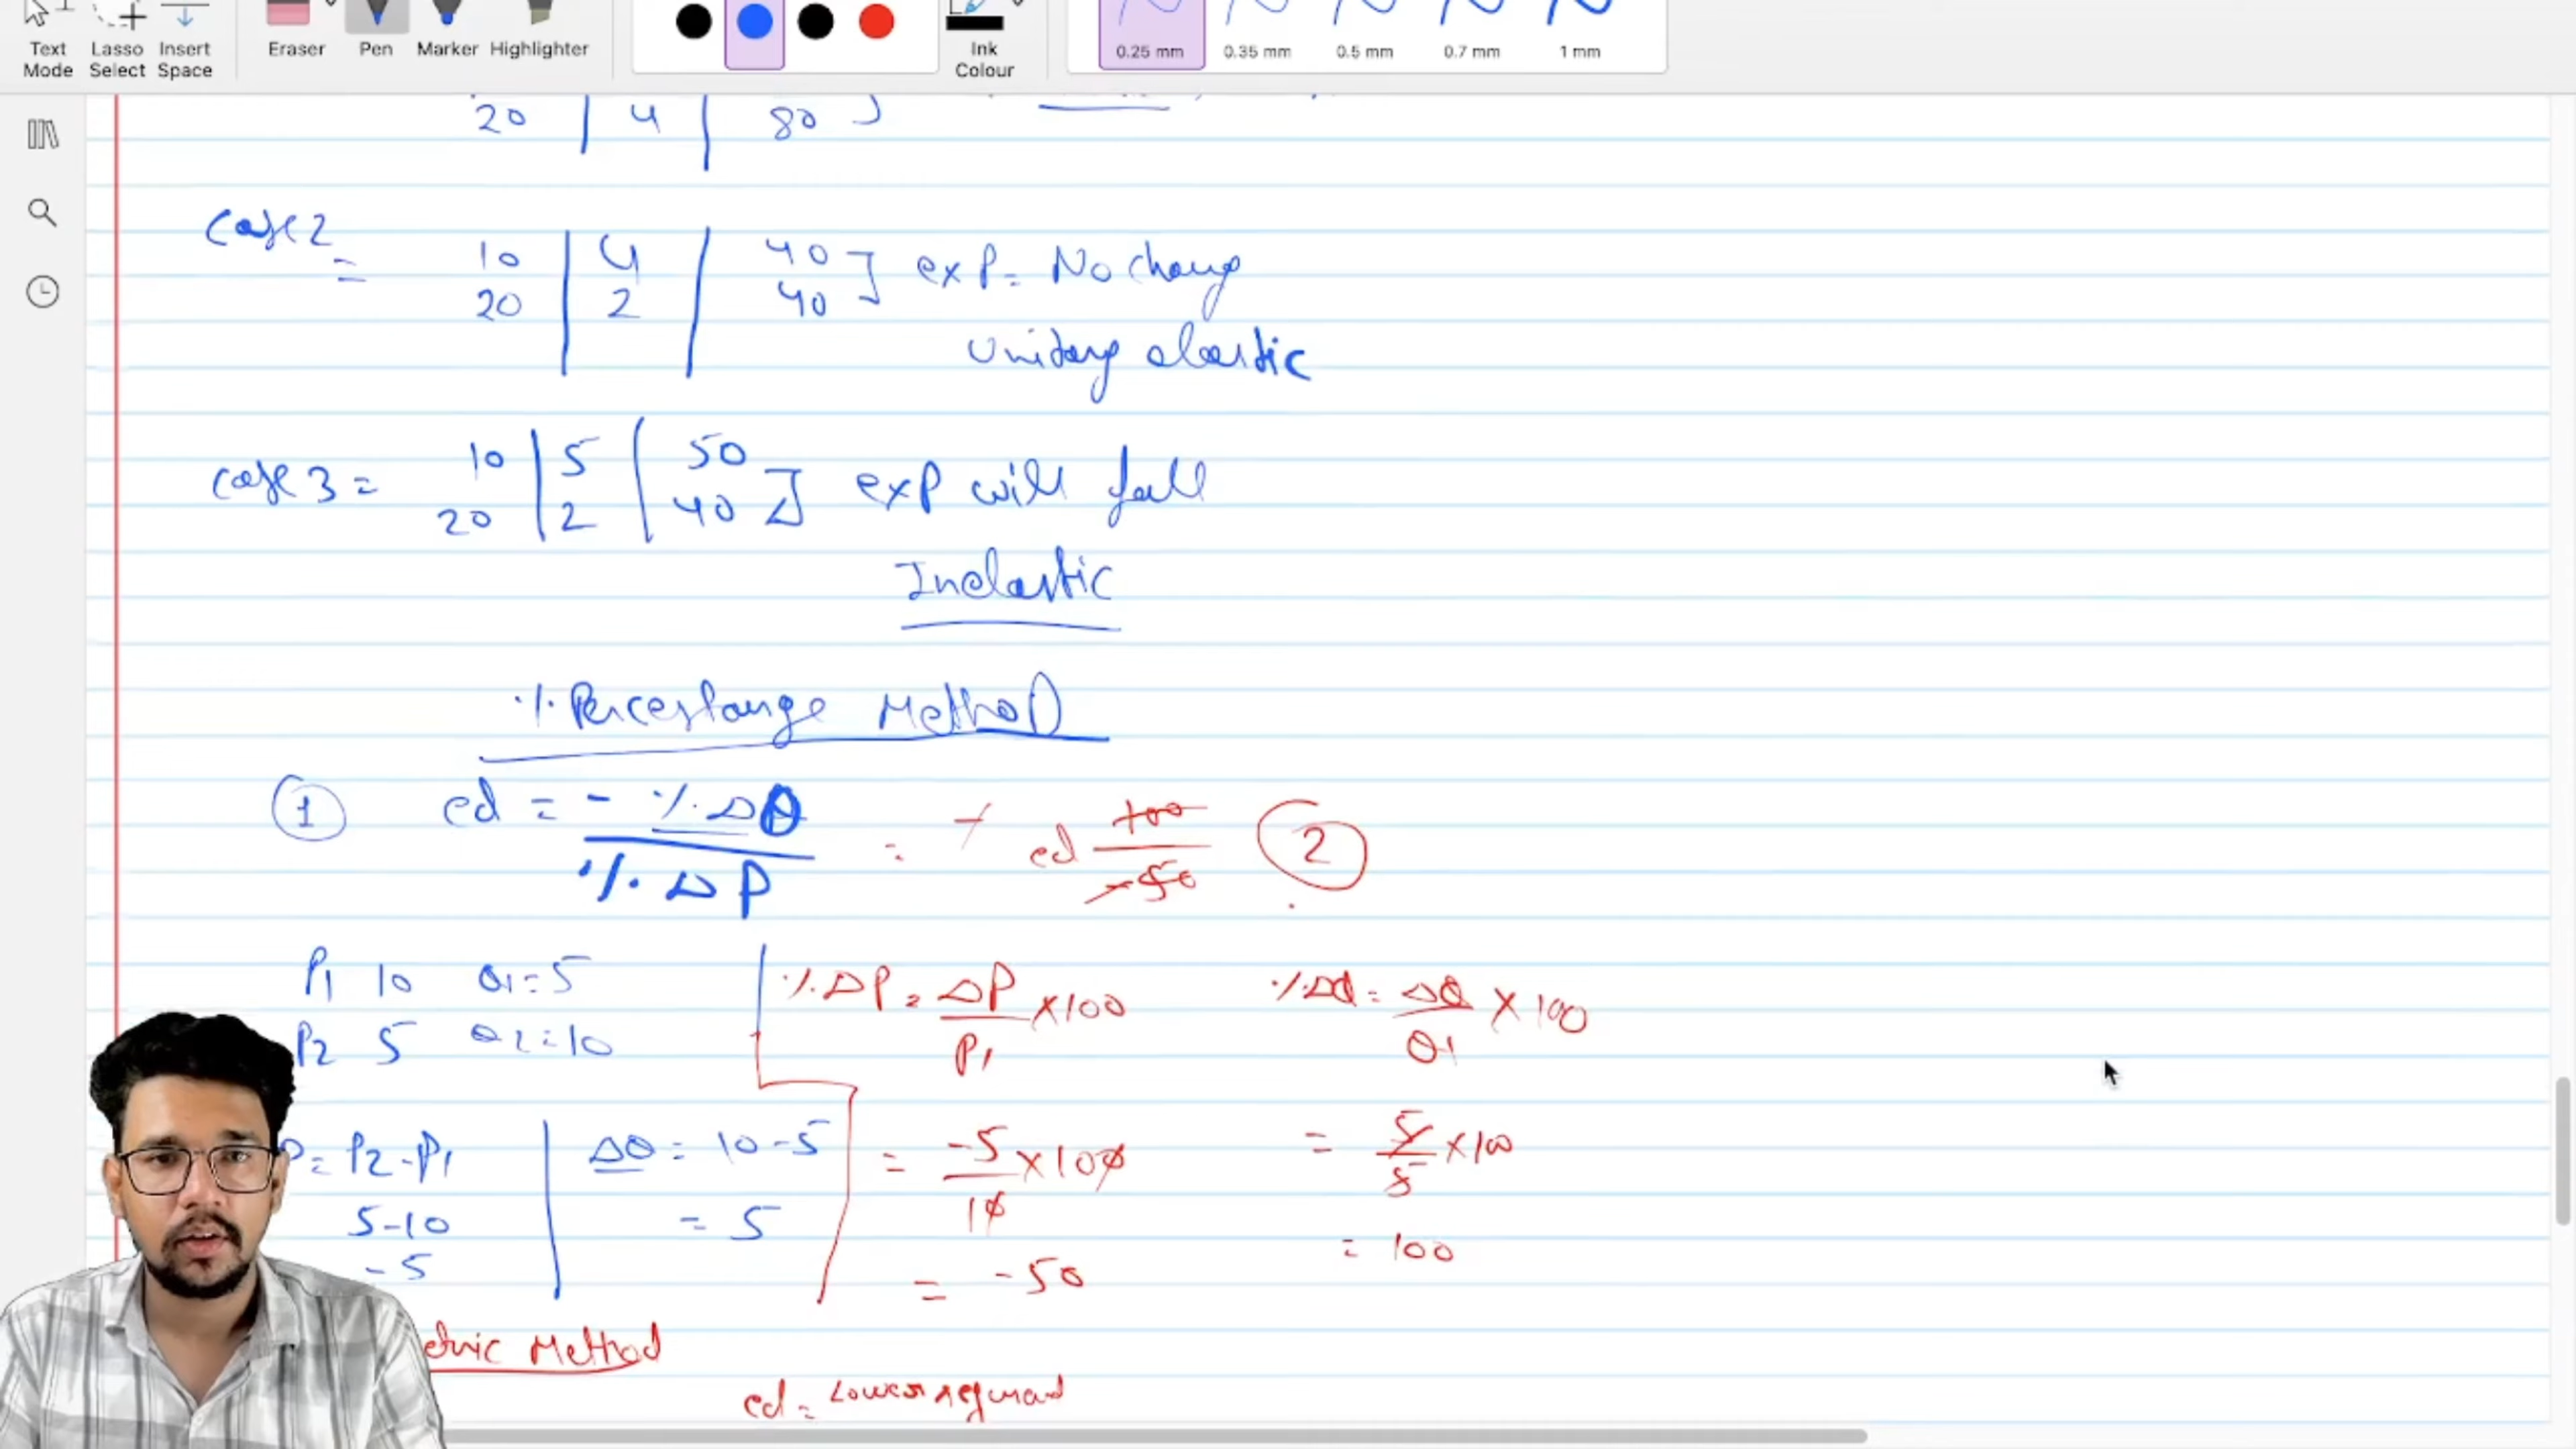 Text Mode
Lasso Select
Insert Space
Eraser
Pen
Marker
Highlighter
Ink Colour
0.25 mm
0.35 mm
0.5 mm
0.7 mm
1 mm
20 | 4 | 80 ]
Case 2 =
10 | 4 | 40 ] exp = No change
20 | 2 | 40
Unitary elastic
Case 3 =
10 | 5 | 50 ] exp will fall
20 | 2 | 40
Inelastic
% Percentange Method
① ed = - % ΔQ / % ΔP = - ed 100 / -50 ②
P1 10 Q1 = 5
P2 5 Q2 = 10
% ΔP = ΔP / P1 × 100
% ΔQ = ΔQ / Q1 × 100
P = P2 - P1
5 - 10
- 5
ΔQ = 10 - 5
= 5
= -5 / 10 × 100
= - 50
= 5 / 5 × 100
= 100
etric Method
ed = Lower